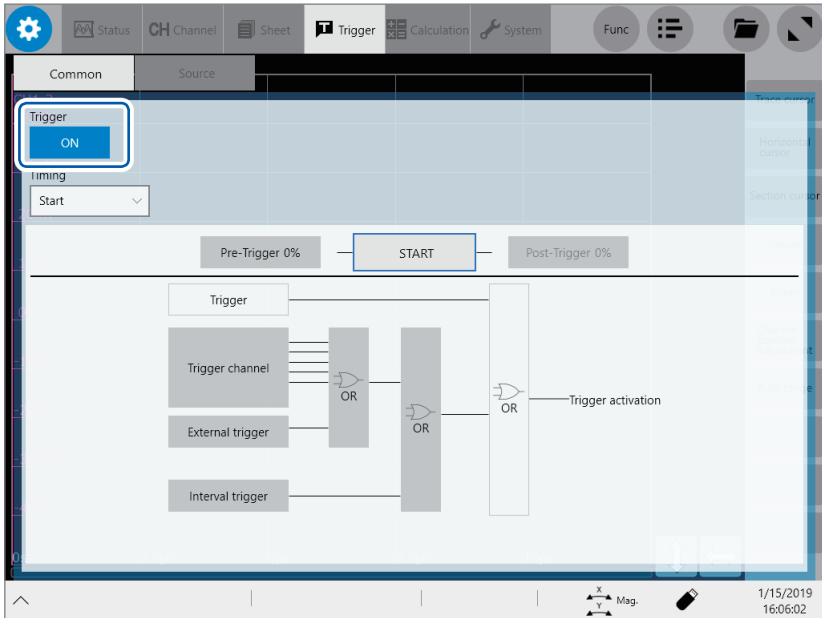 Status
CH Channel
Sheet
Trigger
Calculation
System
Func
Common
Source
Trigger
ON
Timing
Start
Trace cursor
Horizontal
cursor
Section cursor
Pre-Trigger 0%
START
Post-Trigger 0%
Trigger
Trigger channel
OR
External trigger
OR
OR
Trigger activation
Interval trigger
X
Y
Mag.
1/15/2019
16:06:02